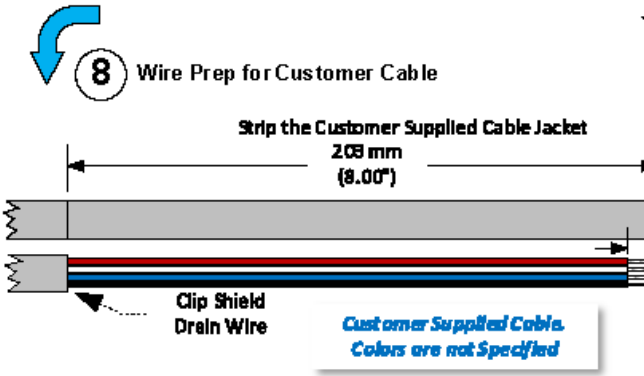 8 Wire Prep for Customer Cable
Strip the Customer Supplied Cable Jacket
203 mm
(8.00")
Clip Shield
Drain Wire
Customer Supplied Cable.
Colors are not Specified